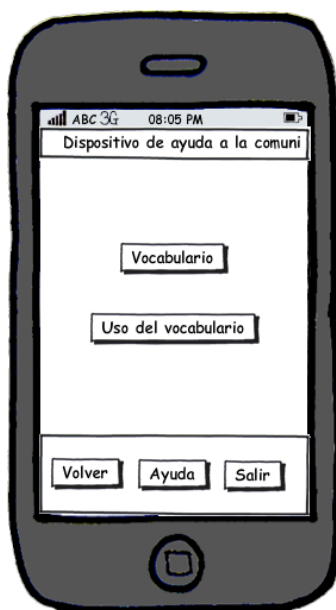 ABC 3G 08:05 PM
Dispositivo de ayuda a la comuni
Vocabulario
Uso del vocabulario
Volver Ayuda Salir